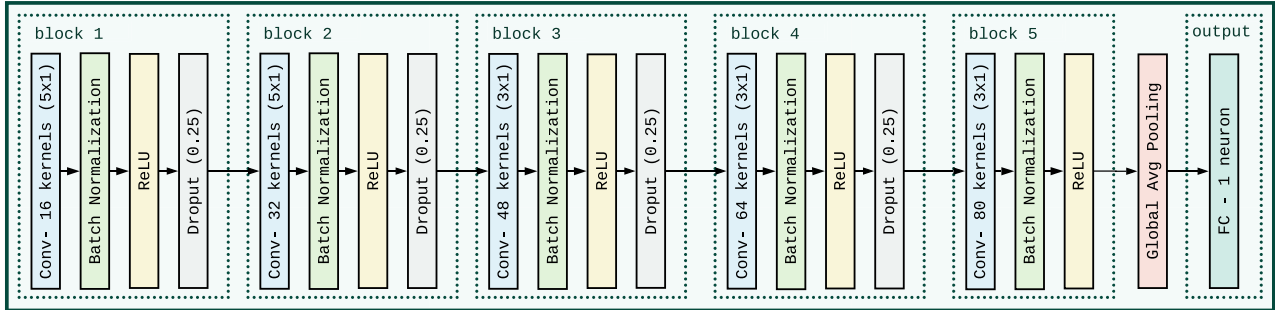 block 1
Conv- 16 kernels (5x1)
Batch Normalization
ReLU
Droput (0.25)
block 2
Conv- 32 kernels (5x1)
Batch Normalization
ReLU
Droput (0.25)
block 3
Conv- 48 kernels (3x1)
Batch Normalization
ReLU
Droput (0.25)
block 4
Conv- 64 kernels (3x1)
Batch Normalization
ReLU
Droput (0.25)
block 5
Conv- 80 kernels (3x1)
Batch Normalization
ReLU
Global Avg Pooling
output
FC - 1 neuron